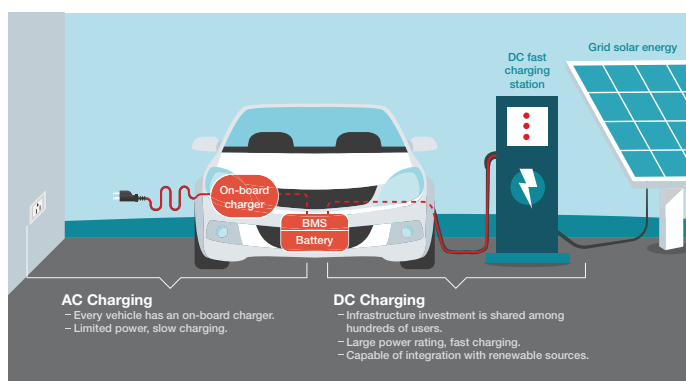 Grid solar energy
DC fast
charging
station
On-board
charger
BMS
Battery
AC Charging
– Every vehicle has an on-board charger.
– Limited power, slow charging.
DC Charging
– Infrastructure investment is shared among
hundreds of users.
– Large power rating, fast charging.
– Capable of integration with renewable sources.